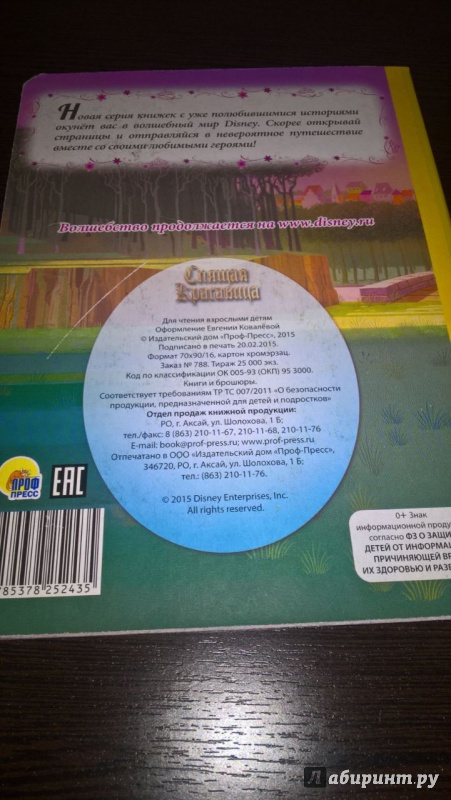 Новая серия книжек с уже полюбившимися историями
окунёт вас в волшебный мир Disney. Скорее открывай
страницы и отправляйся в невероятное путешествие
вместе со своими любимыми героями!
Волшебство продолжается на www.disney.ru
Спящая
Красавица
Для чтения взрослыми детям
Оформление Евгении Ковалёвой
© Издательский дом «Проф-Пресс», 2015
Подписано в печать 20.02.2015.
Формат 70х90/16, картон хромэрзац.
Заказ № 788. Тираж 25 000 экз.
Код по классификации ОК 005-93 (ОКП) 95 3000.
Книги и брошюры.
Соответствует требованиям ТР ТС 007/2011 «О безопасности
продукции, предназначенной для детей и подростков»
Отдел продаж книжной продукции:
РО, г. Аксай, ул. Шолохова, 1 Б;
тел./факс: 8 (863) 210-11-67, 210-11-68, 210-11-76
E-mail: book@prof-press.ru; www.prof-press.ru
Отпечатано в ООО «Издательский дом «Проф-Пресс»,
346720, РО, г. Аксай, ул. Шолохова, 1 Б;
тел.: (863) 210-11-76.
© 2015 Disney Enterprises, Inc.
All rights reserved.
ПРОФ
ПРЕСС
ЕАС
785378 252435
0+ Знак
информационной продук
согласно ФЗ О ЗАЩИ
ДЕТЕЙ ОТ ИНФОРМАЦ
ПРИЧИНЯЮЩЕЙ ВР
ИХ ЗДОРОВЬЮ И РАЗВ
Лабиринт.ру